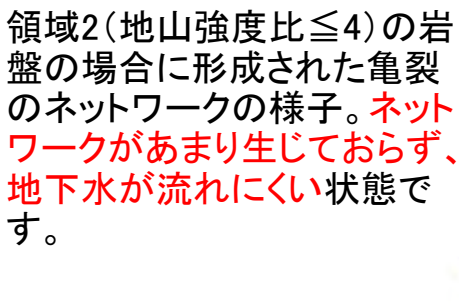 領域2(地山強度比≦4)の岩
盤の場合に形成された亀裂
のネットワークの様子。ネット
ワークがあまり生じておらず、
地下水が流れにくい状態で
す。